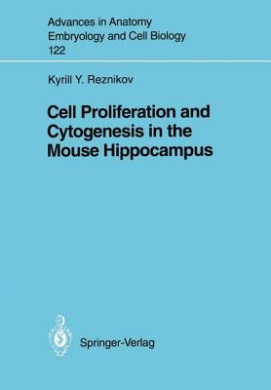 Advances in Anatomy
Embryology and Cell Biology
122
Kyrill Y. Reznikov
Cell Proliferation and
Cytogenesis in the
Mouse Hippocampus
Springer-Verlag